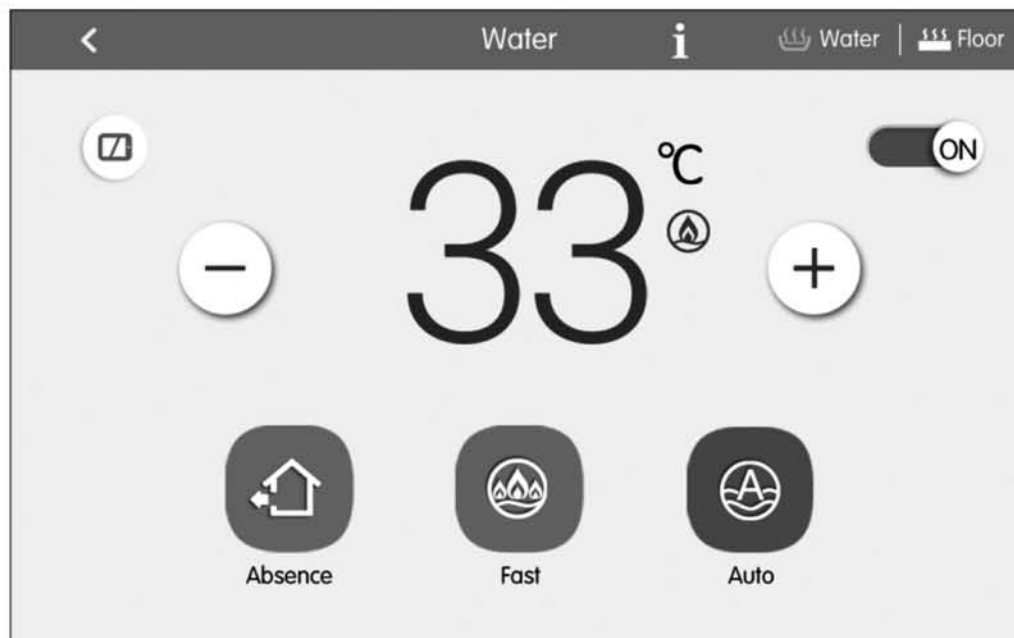 Water i Water | Floor
ON
33 °C
− +
A
Absence Fast Auto